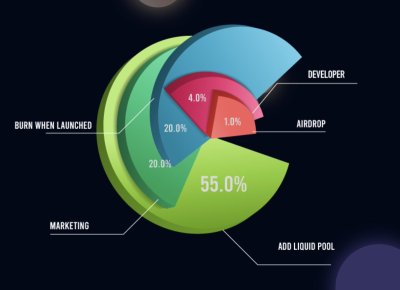 DEVELOPER
4.0%
1.0%
AIRDROP
BURN WHEN LAUNCHED
20.0%
20.0%
55.0%
MARKETING
ADD LIQUID POOL